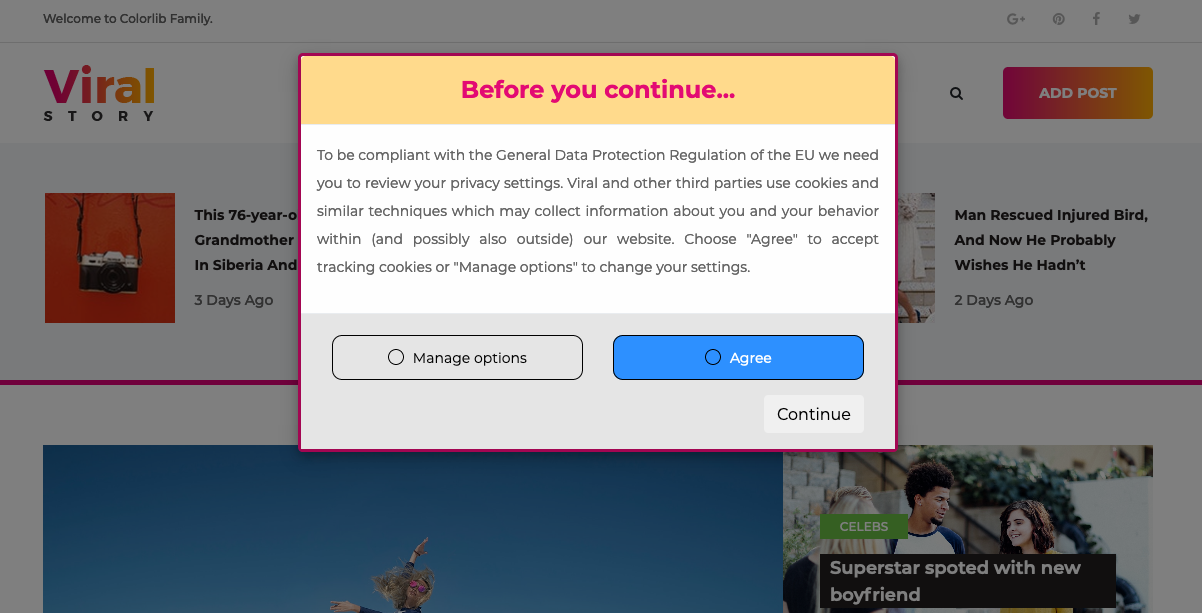 Welcome to Colorlib Family.
Viral
STORY
ADD POST
Before you continue...
To be compliant with the General Data Protection Regulation of the EU we need
you to review your privacy settings. Viral and other third parties use cookies and
similar techniques which may collect information about you and your behavior
within (and possibly also outside) our website. Choose "Agree" to accept
tracking cookies or "Manage options" to change your settings.
Manage options
Agree
Continue
This 76-year-o
Grandmother
In Siberia And
3 Days Ago
Man Rescued Injured Bird,
And Now He Probably
Wishes He Hadn’t
2 Days Ago
CELEBS
Superstar spotted with new
boyfriend